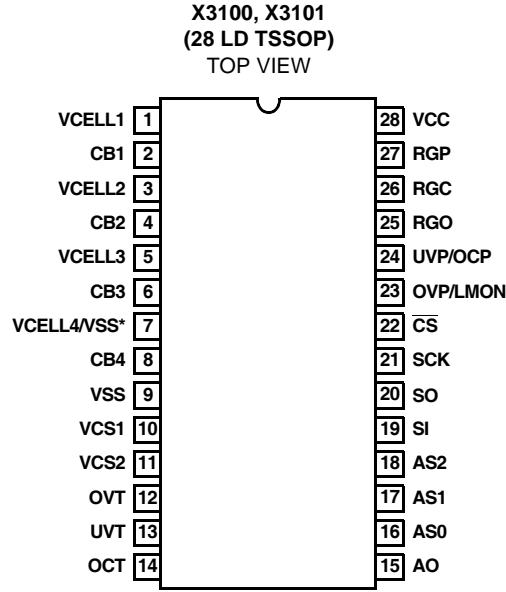 X3100, X3101
(28 LD TSSOP)
TOP VIEW
VCELL1 1 28 VCC
CB1 2 27 RGP
VCELL2 3 26 RGC
CB2 4 25 RGO
VCELL3 5 24 UVP/OCP
CB3 6 23 OVP/LMON
VCELL4/VSS* 7 22 C̅S̅
CB4 8 21 SCK
VSS 9 20 SO
VCS1 10 19 SI
VCS2 11 18 AS2
OVT 12 17 AS1
UVT 13 16 AS0
OCT 14 15 AO